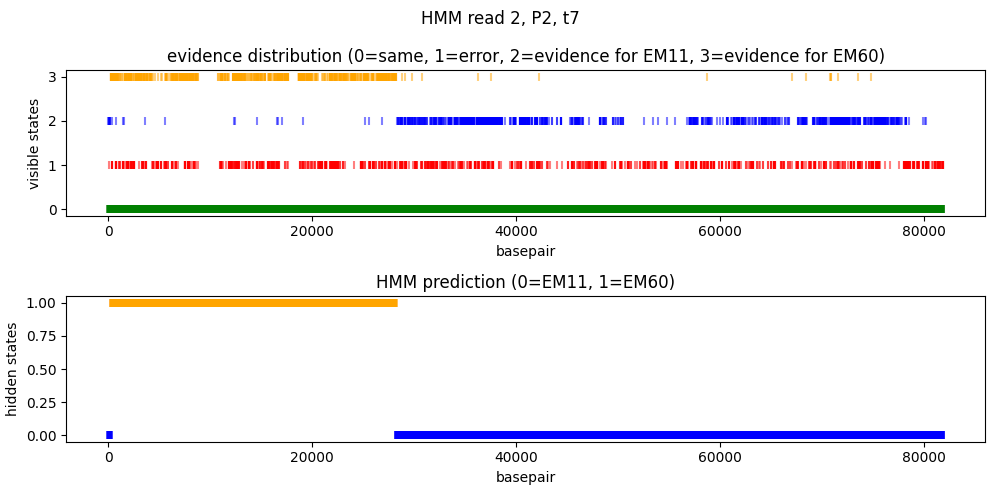 HMM read 2, P2, t7
evidence distribution (0=same, 1=error, 2=evidence for EM11, 3=evidence for EM60)
visible states
3
2
1
0
0
20000
40000
60000
80000
basepair
HMM prediction (0=EM11, 1=EM60)
hidden states
1.00
0.75
0.50
0.25
0.00
0
20000
40000
60000
80000
basepair